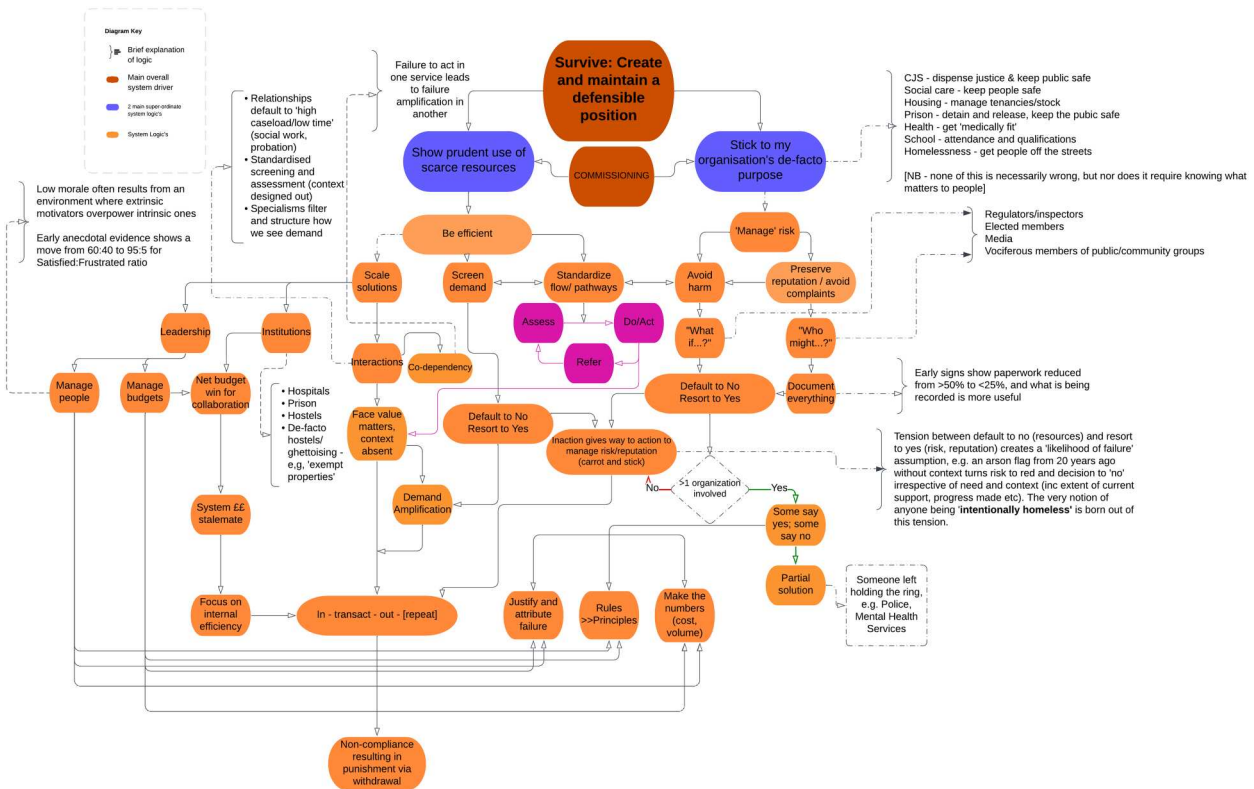 Diagram Key
Brief explanation
of logic
Main overall
system driver
2 main super-ordinate
system logic's
System Logic's
• Relationships
default to 'high
caseload/low time'
(social work,
probation)
• Standardised
screening and
assessment (context
designed out)
• Specialisms filter
and structure how
we see demand
Failure to act in
one service leads
to failure
amplification in
another
Survive: Create
and maintain a
defensible
position
CJS - dispense justice & keep public safe
Social care - keep people safe
Housing - manage tenancies/stock
Prison - detain and release, keep the pubic safe
Health - get 'medically fit'
School - attendance and qualifications
Homelessness - get people off the streets
[NB - none of this is necessarily wrong, but nor does it require knowing what
matters to people]
Show prudent use of
scarce resources
COMMISSIONING
Stick to my
organisation's de-facto
purpose
Low morale often results from an
environment where extrinsic
motivators overpower intrinsic ones
Early anecdotal evidence shows a
move from 60:40 to 95:5 for
Satisfied:Frustrated ratio
Be efficient
'Manage' risk
Regulators/inspectors
Elected members
Media
Vociferous members of public/community groups
Scale
solutions
Screen
demand
Standardize
flow/ pathways
Avoid
harm
Preserve
reputation / avoid
complaints
Leadership
Institutions
Assess
Do/Act
Refer
"What
if...?"
"Who
might...?"
Interactions
Co-dependency
Manage
people
Manage
budgets
Net budget
win for
collaboration
• Hospitals
• Prison
• Hostels
• De-facto
hostels/
ghettoising -
e,g, 'exempt
properties'
Face value
matters,
context
absent
Default to No
Resort to Yes
Default to No
Resort to Yes
Document
everything
Early signs show paperwork reduced
from >50% to <25%, and what is being
recorded is more useful
Inaction gives way to action to
manage risk/reputation
(carrot and stick)
Tension between default to no (resources) and resort
to yes (risk, reputation) creates a 'likelihood of failure'
assumption, e.g. an arson flag from 20 years ago
without context turns risk to red and decision to 'no'
irrespective of need and context (inc extent of current
support, progress made etc). The very notion of
anyone being 'intentionally homeless' is born out of
this tension.
No
>1 organization
involved
Yes
Demand
Amplification
System ££
stalemate
Some say
yes; some
say no
Partial
solution
Someone left
holding the ring,
e.g. Police,
Mental Health
Services
Focus on
internal
efficiency
In - transact - out - [repeat]
Justify and
attribute
failure
Rules
>>Principles
Make the
numbers
(cost,
volume)
Non-compliance
resulting in
punishment via
withdrawal